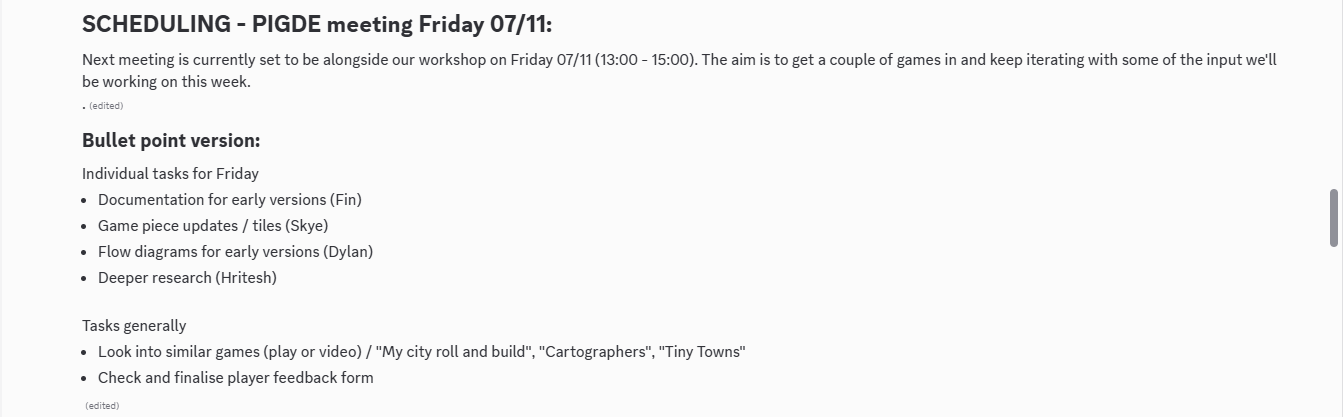 SCHEDULING - PIGDE meeting Friday 07/11:
Next meeting is currently set to be alongside our workshop on Friday 07/11 (13:00 - 15:00). The aim is to get a couple of games in and keep iterating with some of the input we'll
be working on this week.
. (edited)
Bullet point version:
Individual tasks for Friday
• Documentation for early versions (Fin)
• Game piece updates / tiles (Skye)
• Flow diagrams for early versions (Dylan)
• Deeper research (Hritesh)
Tasks generally
• Look into similar games (play or video) / "My city roll and build", "Cartographers", "Tiny Towns"
• Check and finalise player feedback form
(edited)